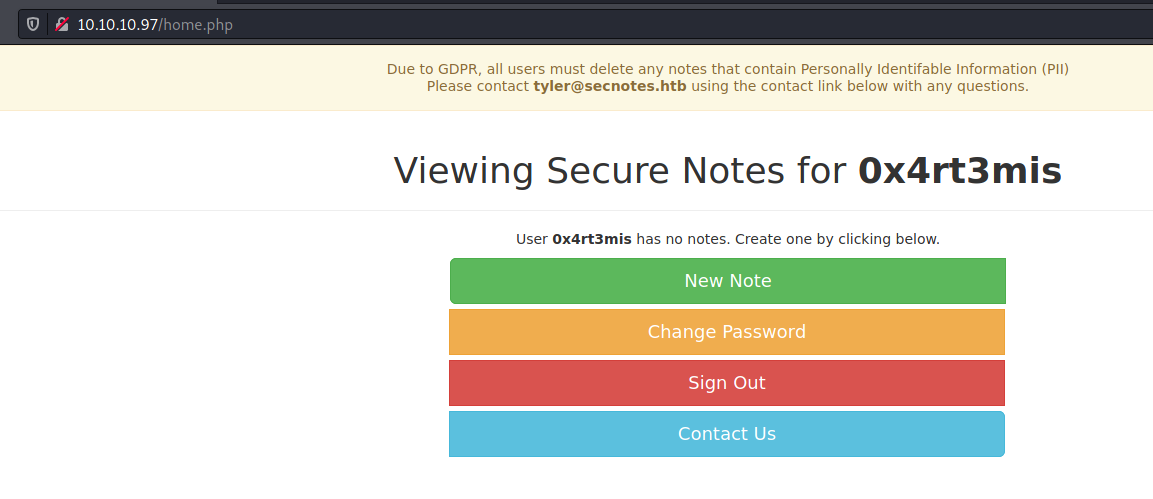 10.10.10.97/home.php
Due to GDPR, all users must delete any notes that contain Personally Identifable Information (PII)
Please contact tyler@secnotes.htb using the contact link below with any questions.
Viewing Secure Notes for 0x4rt3mis
User 0x4rt3mis has no notes. Create one by clicking below.
New Note
Change Password
Sign Out
Contact Us